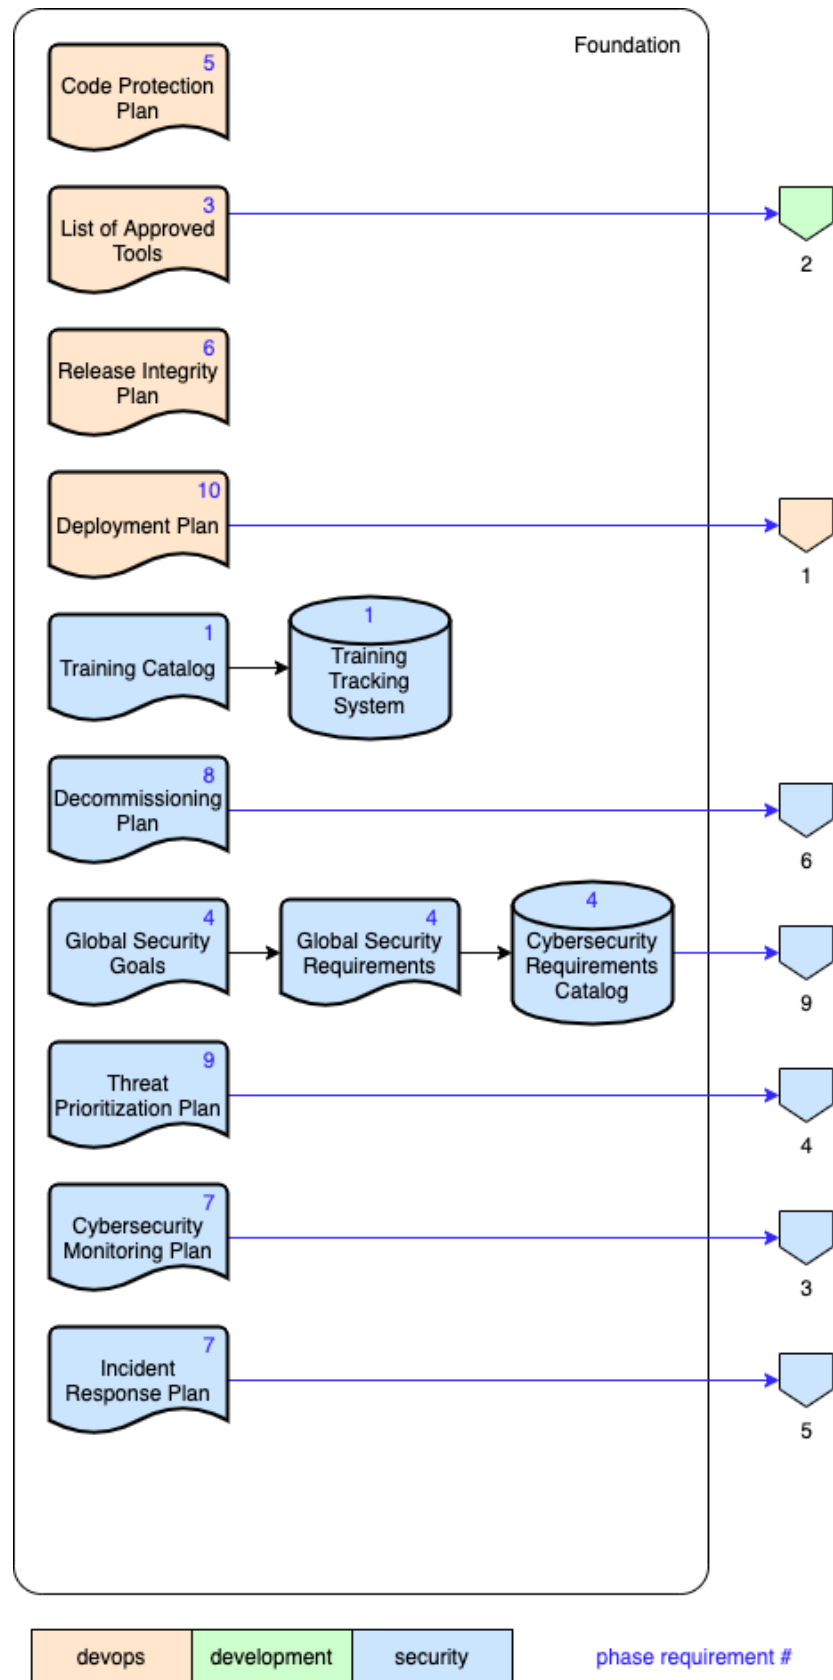 Foundation
5
Code Protection
Plan
3
List of Approved
Tools
2
6
Release Integrity
Plan
10
Deployment Plan
1
1
Training Catalog
1
Training
Tracking
System
8
Decommissioning
Plan
6
4
Global Security
Goals
4
Global Security
Requirements
4
Cybersecurity
Requirements
Catalog
9
9
Threat
Prioritization Plan
4
7
Cybersecurity
Monitoring Plan
3
7
Incident
Response Plan
5
devops
development
security
phase requirement #